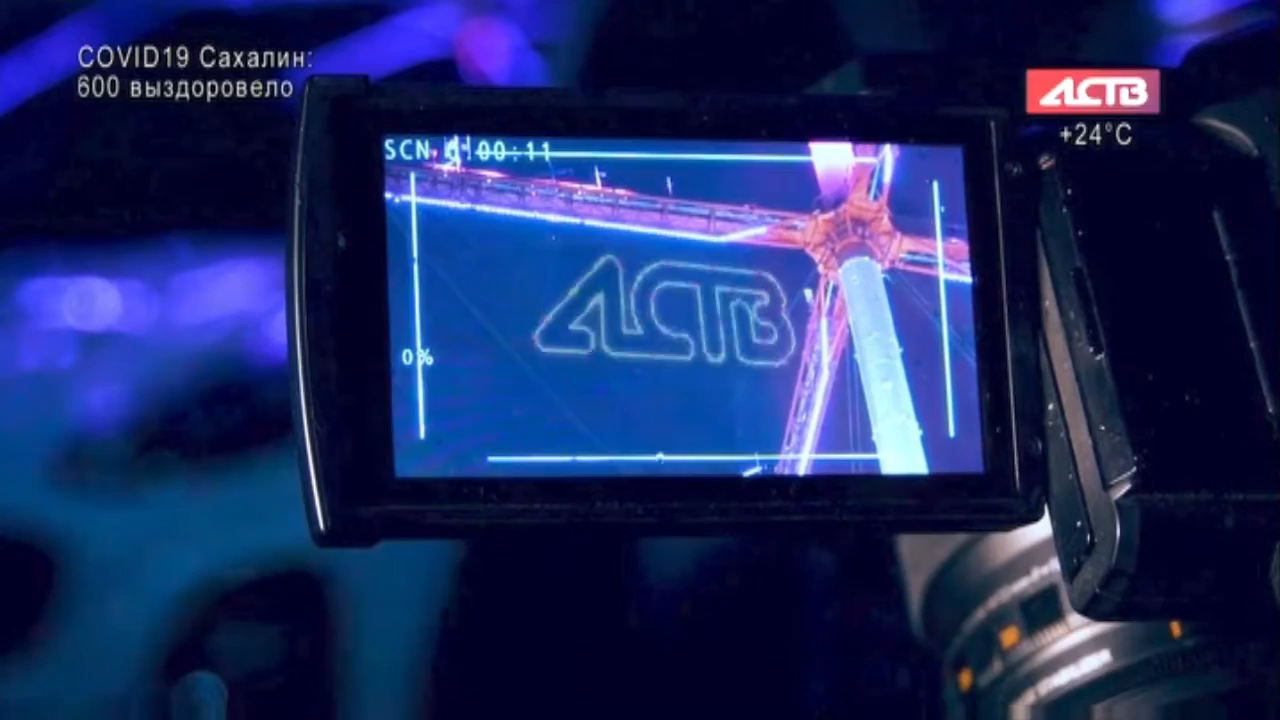 COVID19 Сахалин:
600 выздоровело
АСТВ
+24°C
SCN 00:11
АСТВ
0%